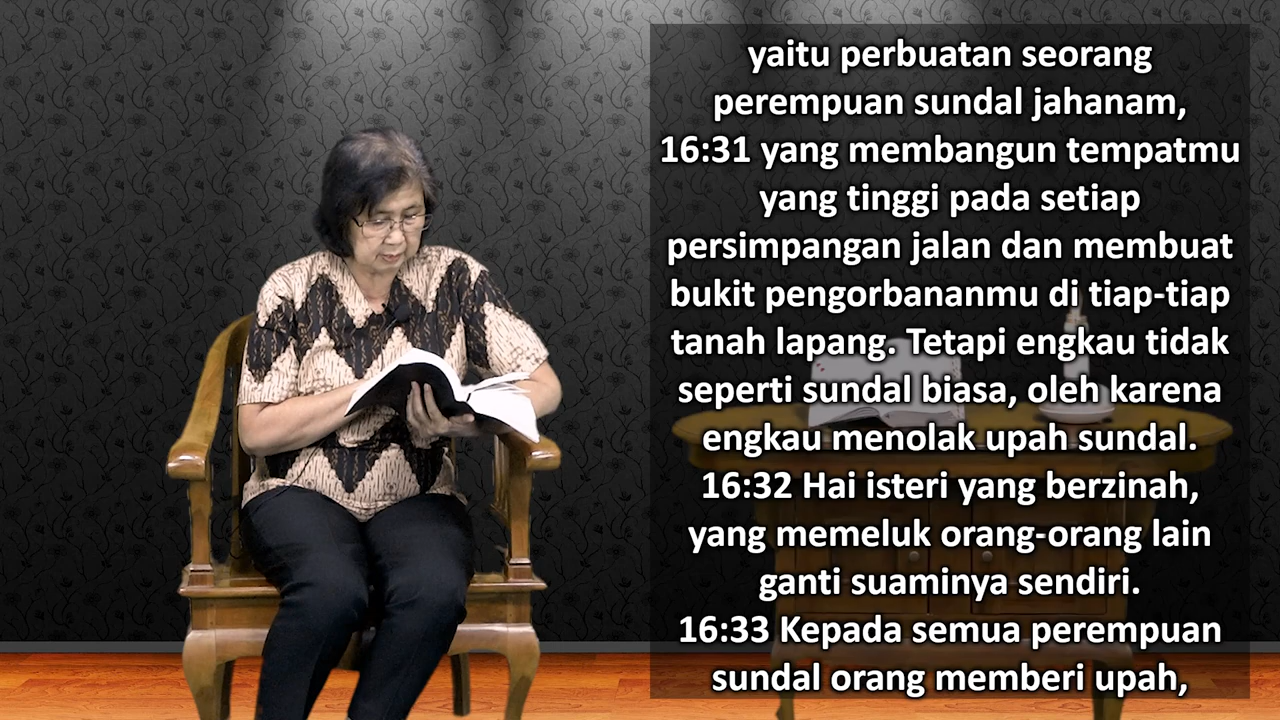 yaitu perbuatan seorang
perempuan sundal jahanam,
16:31 yang membangun tempatmu
yang tinggi pada setiap
persimpangan jalan dan membuat
bukit pengorbananmu di tiap-tiap
tanah lapang. Tetapi engkau tidak
seperti sundal biasa, oleh karena
engkau menolak upah sundal.
16:32 Hai isteri yang berzinah,
yang memeluk orang-orang lain
ganti suaminya sendiri.
16:33 Kepada semua perempuan
sundal orang memberi upah,